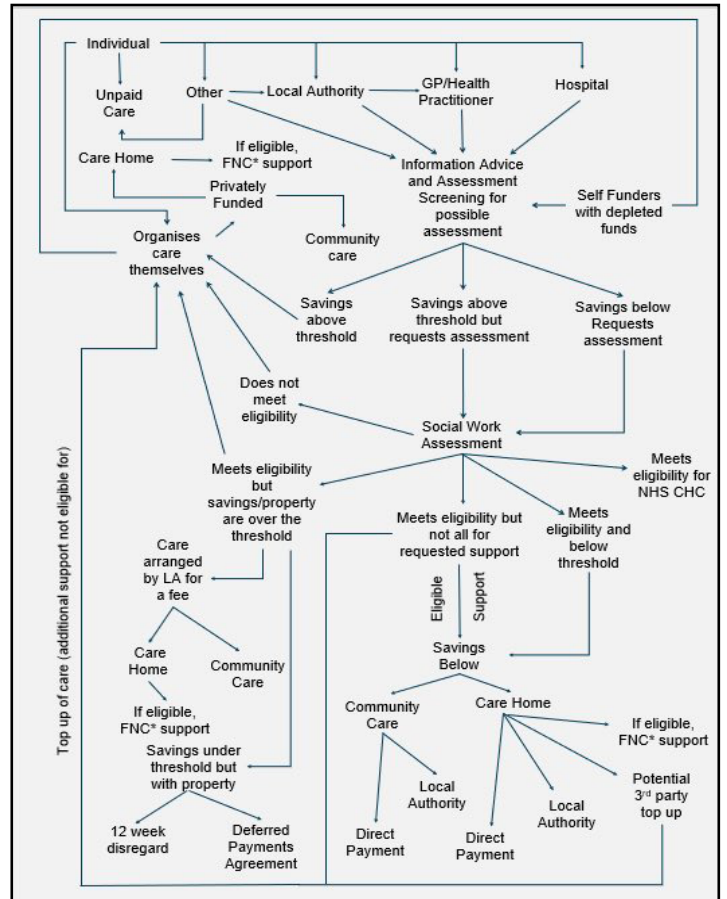 Individual
Unpaid
Care
Other
Local Authority
GP/Health
Practitioner
Hospital
Care Home
If eligible,
FNC* support
Information Advice
and Assessment
Screening for
possible
assessment
Privately
Funded
Self Funders
with depleted
funds
Organises
care
themselves
Community
care
Savings
above
threshold
Savings above
threshold but
requests assessment
Savings below
Requests
assessment
Does not
meet
eligibility
Social Work
Assessment
Meets
eligibility for
NHS CHC
Meets eligibility
but
savings/property
are over the
threshold
Meets eligibility but
not all for
requested support
Meets
eligibility and
below
threshold
Top up of care (additional support not eligible for)
Care
arranged
by LA for
a fee
Eligible
Support
Care
Home
Community
Care
Savings
Below
If eligible,
FNC* support
Community
Care
Care Home
If eligible,
FNC* support
Savings under
threshold but
with property
Local
Authority
Local
Authority
Potential
3rd party
top up
12 week
disregard
Deferred
Payments
Agreement
Direct
Payment
Direct
Payment